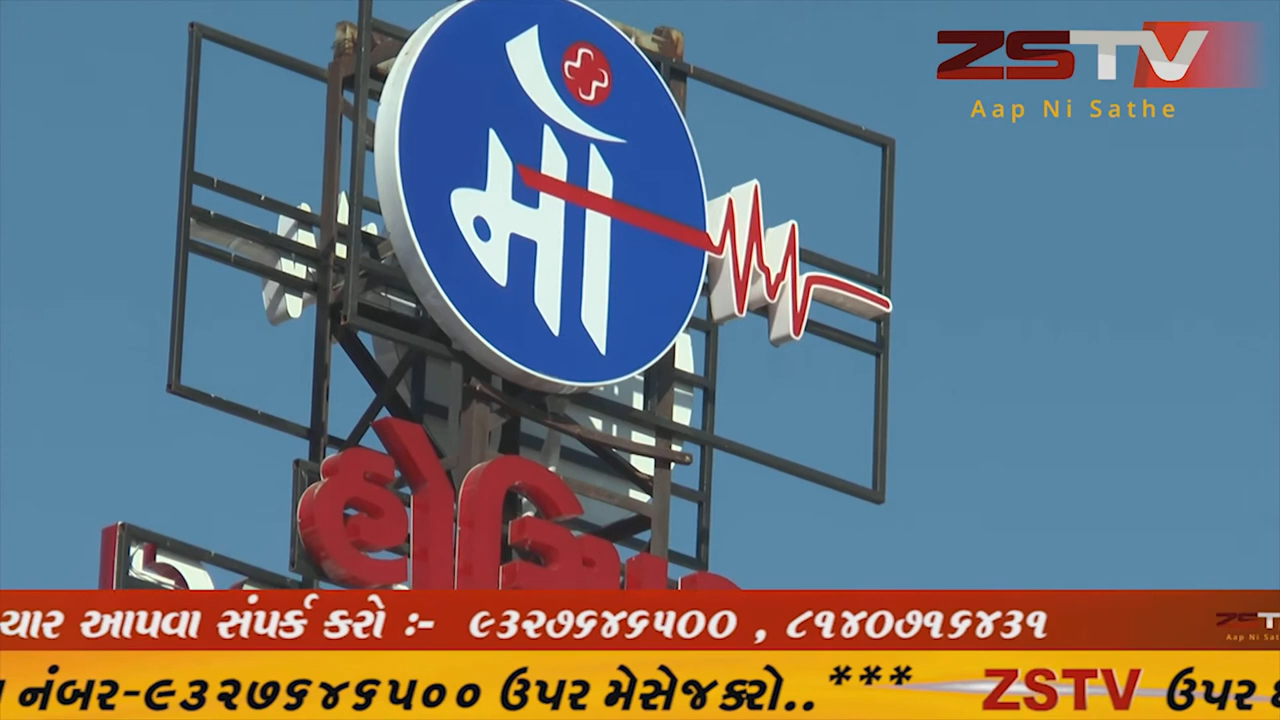 ZSTV
Aap Ni Sathe
માઁ
આપવા સંપર્ક કરો :- ૯૩૨૭૬૪૬૫૦૦ , ૮૧૪૦૭૧૬૪૩૧
નંબર-૯૩૨૭૬૪૬૫૦૦ ઉપર મેસેજ કરો.. *** ZSTV ઉપર